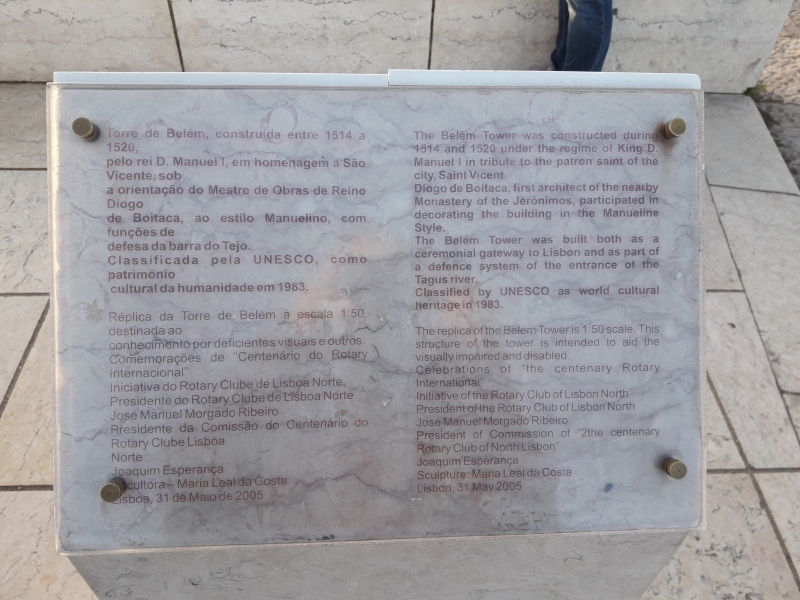 Torre de Belém, construída entre 1514 a
1520,
pelo rei D. Manuel I, em homenagem a São
Vicente, sob
a orientação do Mestre de Obras de Reino
Diogo
de Boitaca, ao estilo Manuelino, com
funções de
defesa da barra do Tejo.
Classificada pela UNESCO, como
património
cultural da humanidade em 1983.
Réplica da Torre de Belém à escala 1:50,
destinada ao
conhecimento por deficientes visuais e outros.
Comemorações de "Centenário do Rotary
Internacional"
Iniciativa do Rotary Clube de Lisboa Norte.
Presidente do Rotary Clube de Lisboa Norte
José Manuel Morgado Ribeiro
Presidente da Comissão do Centenário do
Rotary Clube Lisboa
Norte
Joaquim Esperança
cultora – Maria Leal da Costa
Lisboa, 31 de Maio de 2005
The Belém Tower was constructed during
1514 and 1520 under the regime of King D.
Manuel I in tribute to the patron saint of the
city, Saint Vicent.
Diogo de Boitaca, first architect of the nearby
Monastery of the Jerónimos, participated in
decorating the building in the Manueline
Style.
The Belém Tower was built both as a
ceremonial gateway to Lisbon and as part of
a defence system of the entrance of the
Tagus river.
Classified by UNESCO as world cultural
heritage in 1983.
The replica of the Belem Tower is 1:50 scale. This
structure of the tower is intended to aid the
visually impaired and disabled.
Celebrations of "the centenary Rotary
International"
Initiative of the Rotary Club of Lisbon North
President of the Rotary Club of Lisbon North
José Manuel Morgado Ribeiro
President of Commission of "2the centenary
Rotary Club of North Lisbon"
Joaquim Esperança
Sculpture: Maria Leal da Costa
Lisbon, 31 May 2005